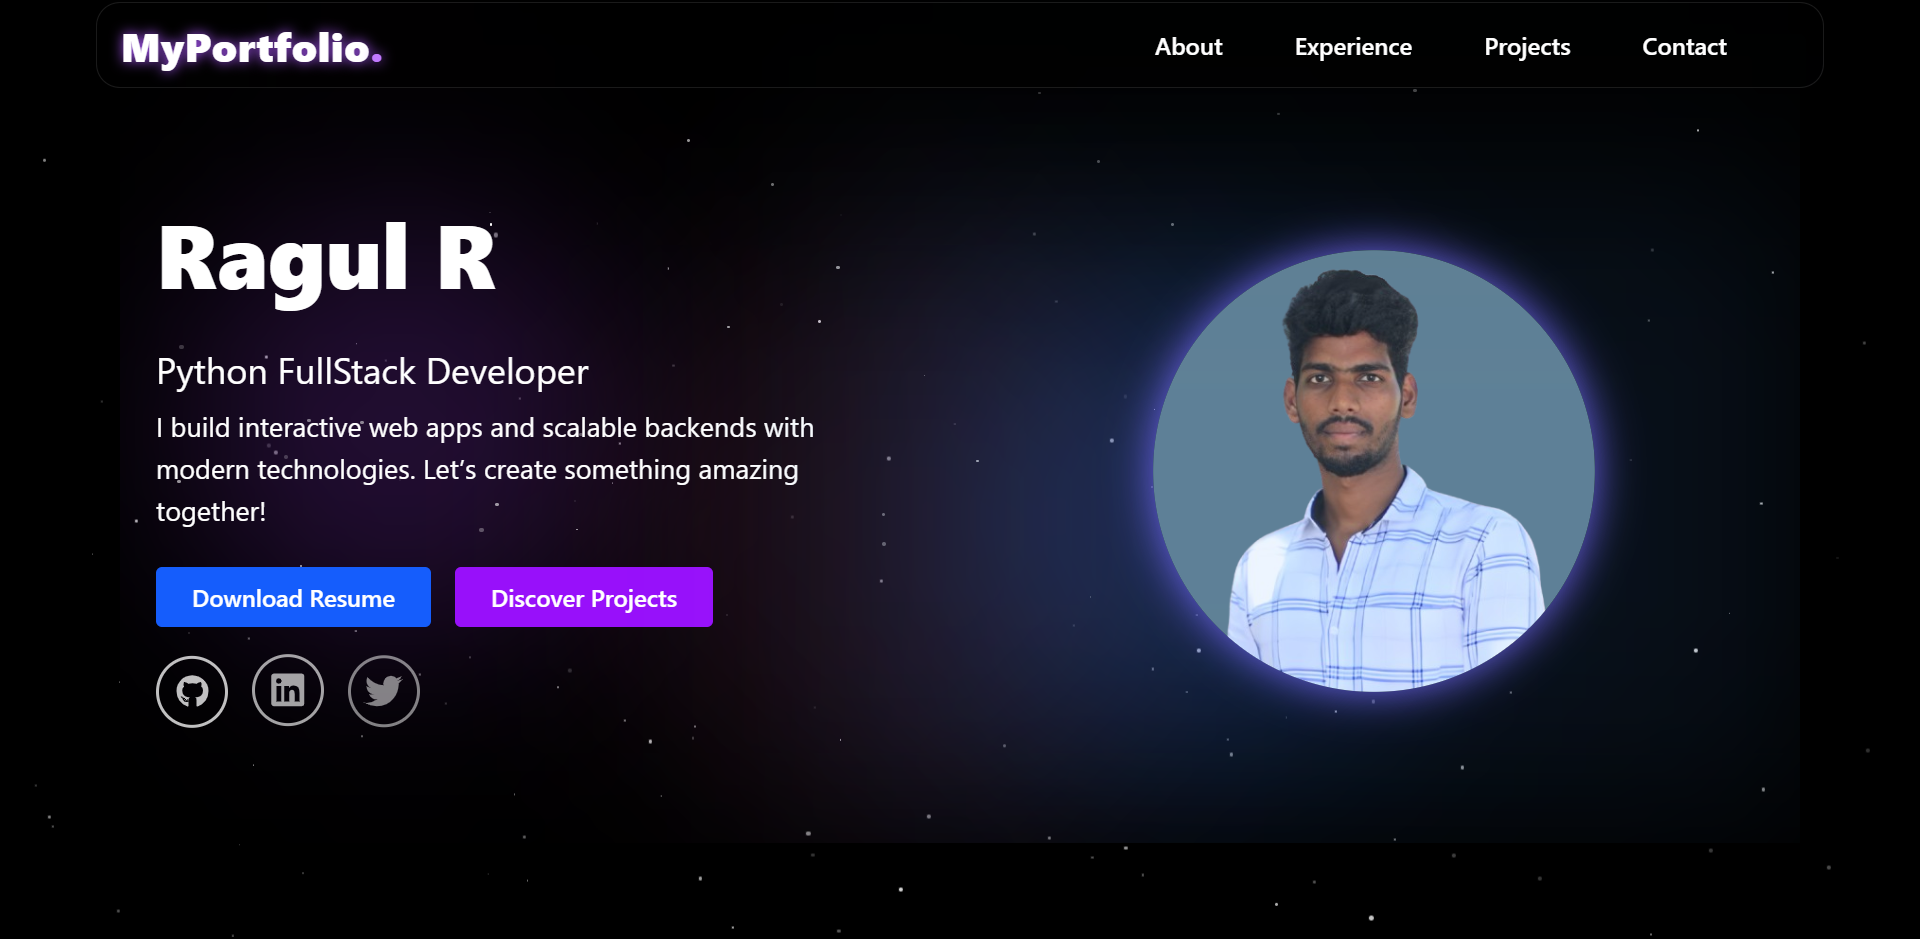 MyPortfolio.
About Experience Projects Contact
Ragul R
Python FullStack Developer
I build interactive web apps and scalable backends with
modern technologies. Let’s create something amazing
together!
Download Resume Discover Projects
in